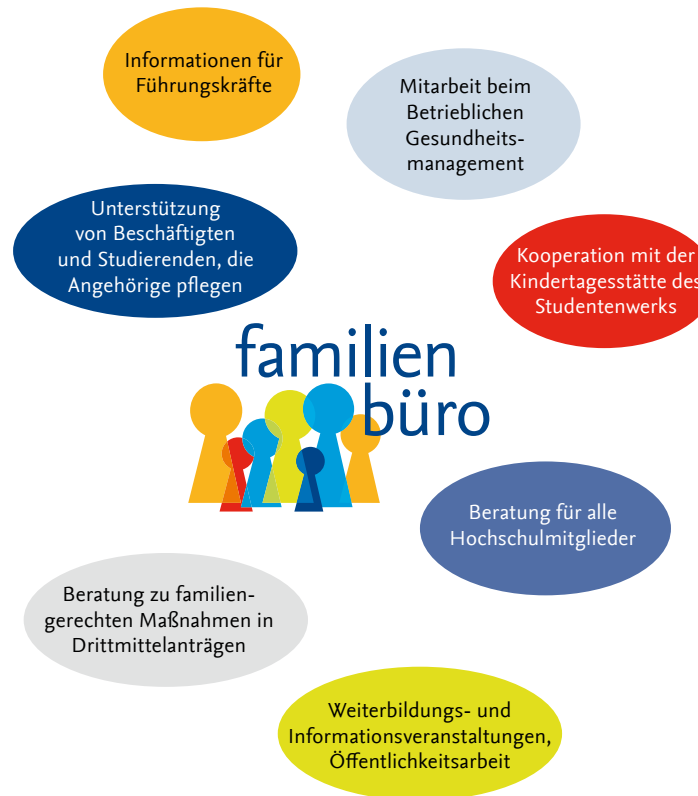 Informationen für
Führungskräfte
Mitarbeit beim
Betrieblichen
Gesundheits-
management
Unterstützung
von Beschäftigten
und Studierenden, die
Angehörige pflegen
Kooperation mit der
Kindertagesstätte des
Studentenwerks
familien
büro
Beratung für alle
Hochschulmitglieder
Beratung zu familien-
gerechten Maßnahmen in
Drittmittelanträgen
Weiterbildungs- und
Informationsveranstaltungen,
Öffentlichkeitsarbeit